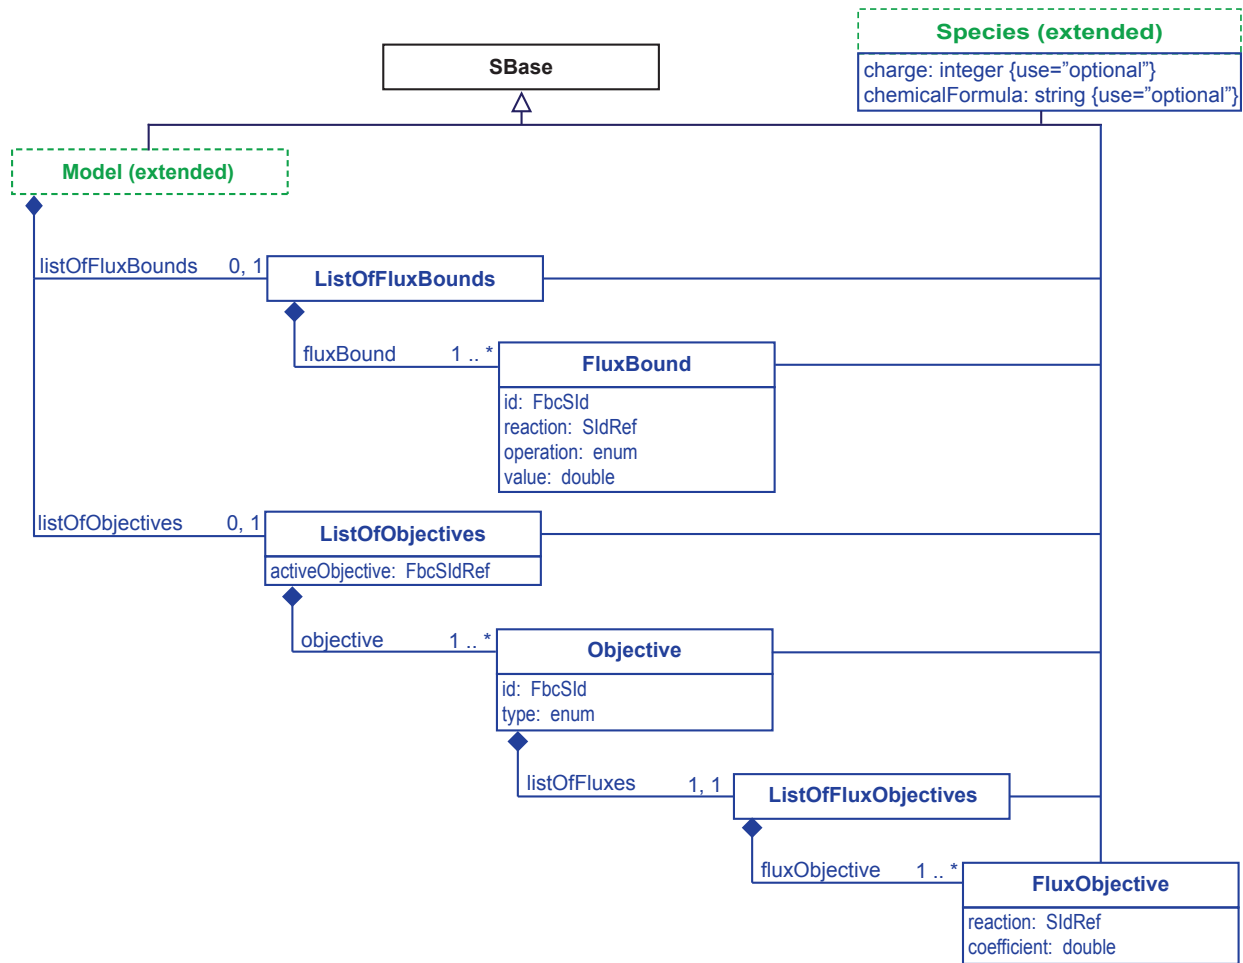 Species (extended)
charge: integer {use=”optional”}
chemicalFormula: string {use=”optional”}
SBase
Model (extended)
listOfFluxBounds 0, 1
ListOfFluxBounds
fluxBound 1 .. *
FluxBound
id: FbcSId
reaction: SIdRef
operation: enum
value: double
listOfObjectives 0, 1
ListOfObjectives
activeObjective: FbcSIdRef
objective 1 .. *
Objective
id: FbcSId
type: enum
listOfFluxes 1, 1
ListOfFluxObjectives
fluxObjective 1 .. *
FluxObjective
reaction: SIdRef
coefficient: double